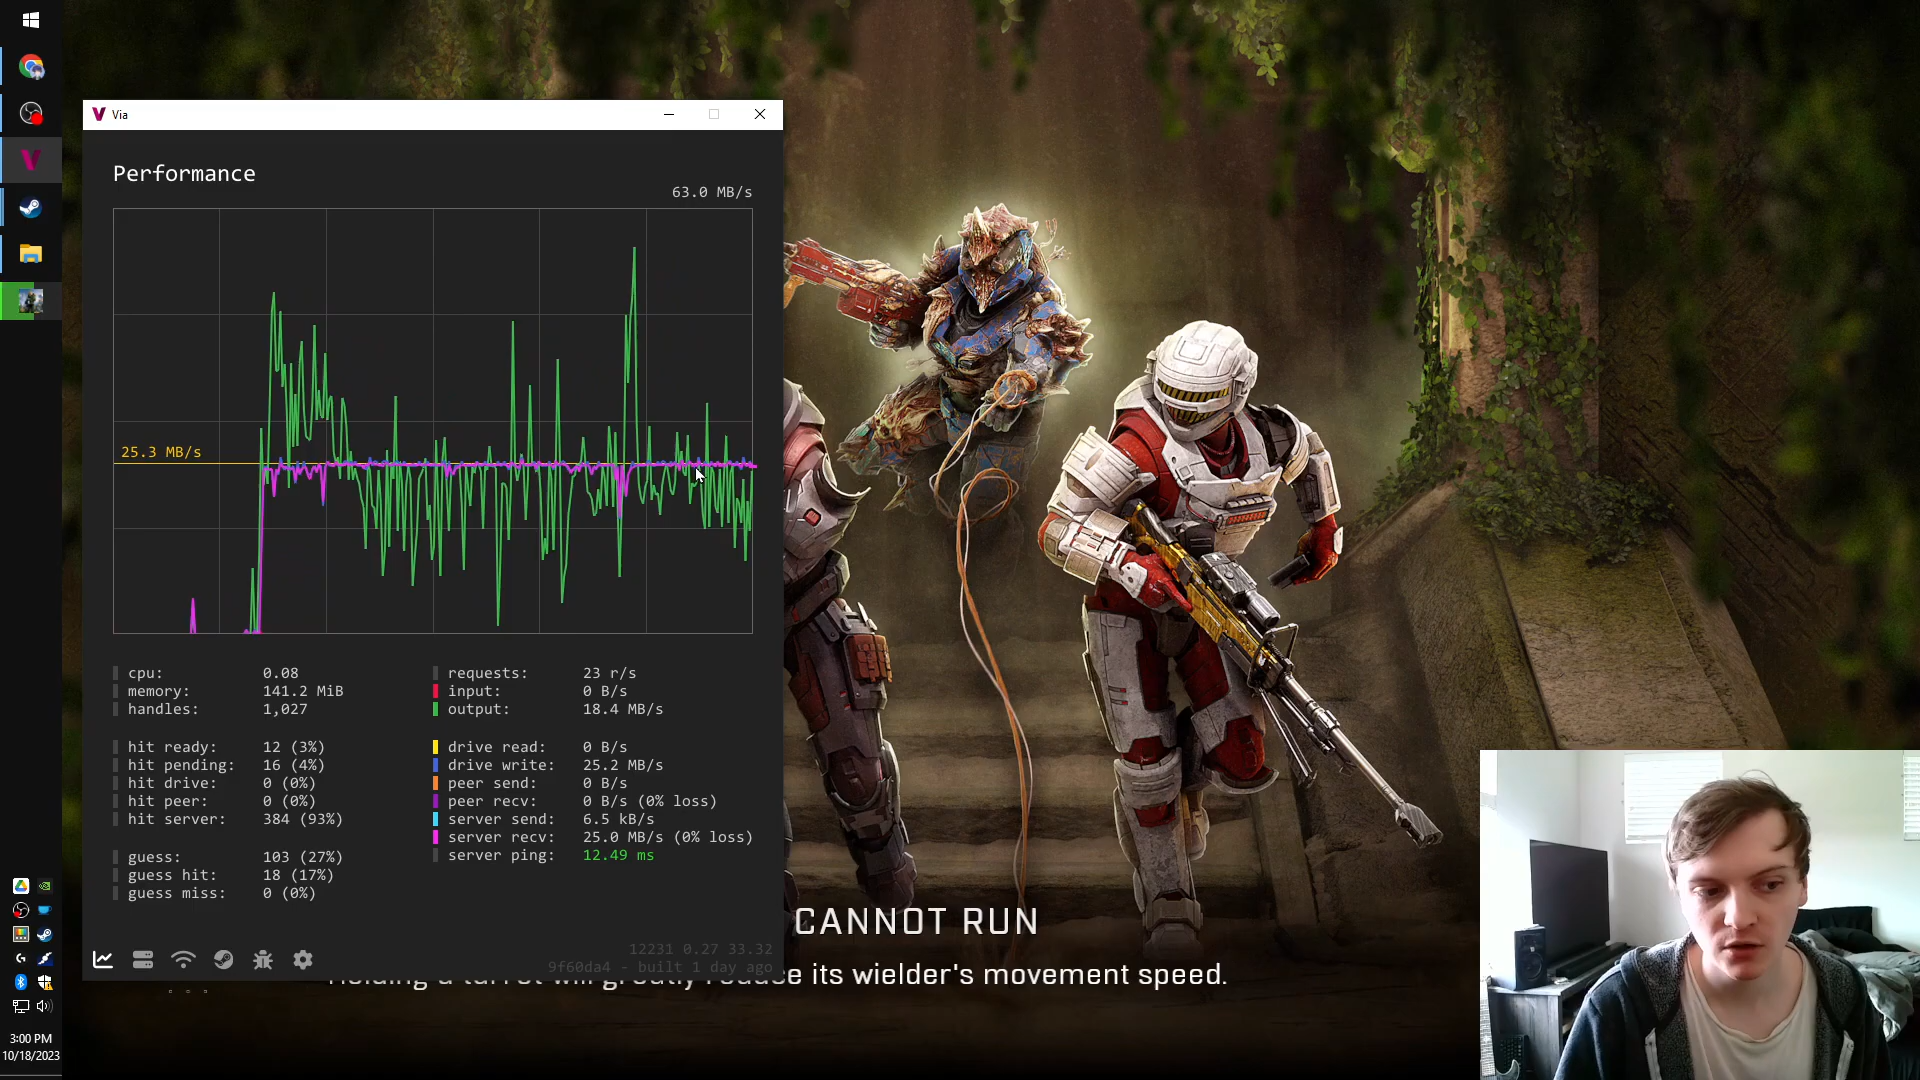 Via
Performance
63.0 MB/s
25.3 MB/s
cpu: 0.08
memory: 141.2 MiB
handles: 1,027
hit ready: 12 (3%)
hit pending: 16 (4%)
hit drive: 0 (0%)
hit peer: 0 (0%)
hit server: 384 (93%)
guess: 103 (27%)
guess hit: 18 (17%)
guess miss: 0 (0%)
requests: 23 r/s
input: 0 B/s
output: 18.4 MB/s
drive read: 0 B/s
drive write: 25.2 MB/s
peer send: 0 B/s
peer recv: 0 B/s (0% loss)
server send: 6.5 kB/s
server recv: 25.0 MB/s (0% loss)
server ping: 12.49 ms
12231 0.27 33.32
9f60da4 - built 1 day ago
CANNOT RUN
its wielder's movement speed.
3:00 PM
10/18/2023